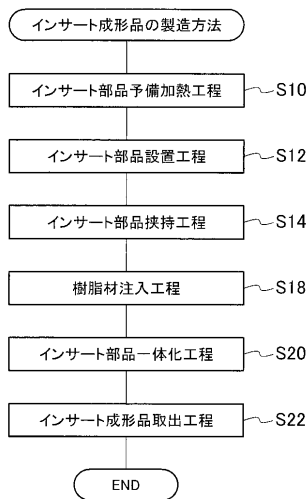 インサート成形品の製造方法
インサート部品予備加熱工程 S10
インサート部品設置工程 S12
インサート部品挟持工程 S14
樹脂材注入工程 S18
インサート部品一体化工程 S20
インサート成形品取出工程 S22
END